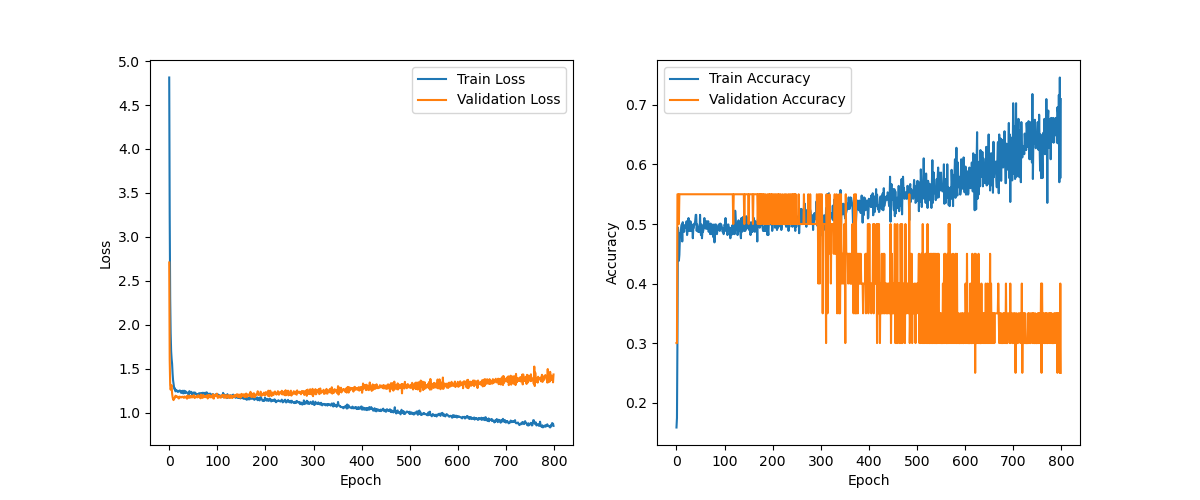 Train Loss
Validation Loss
5.0
4.5
4.0
3.5
3.0
2.5
2.0
1.5
1.0
Loss
0 100 200 300 400 500 600 700 800
Epoch
Train Accuracy
Validation Accuracy
0.7
0.6
0.5
0.4
0.3
0.2
Accuracy
0 100 200 300 400 500 600 700 800
Epoch